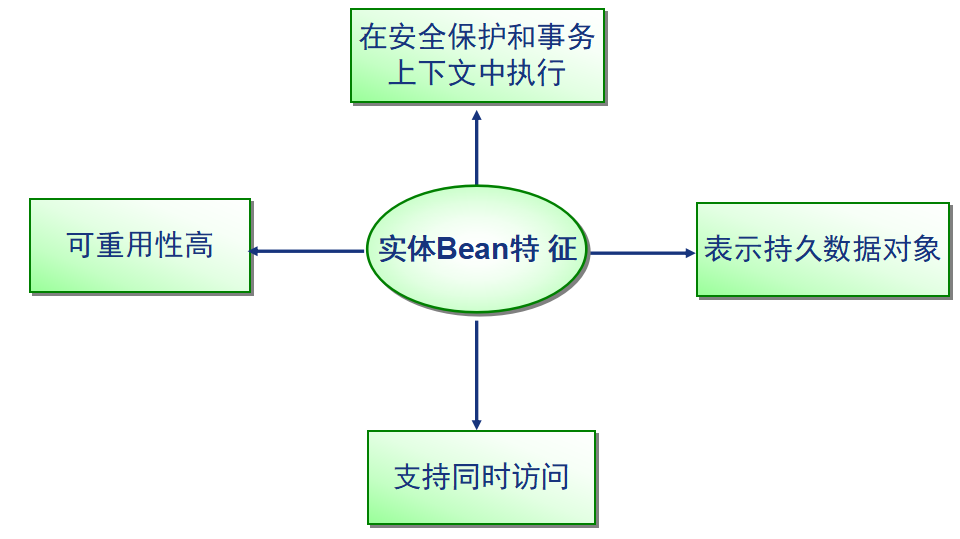 在安全保护和事务
上下文中执行
可重用性高
实体Bean特 征
表示持久数据对象
支持同时访问